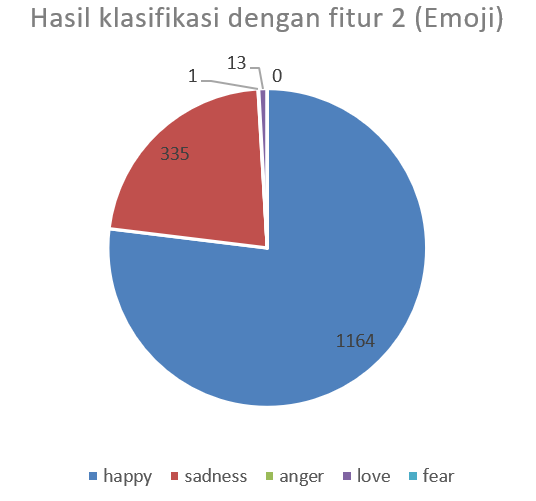 Hasil klasifikasi dengan fitur 2 (Emoji)
1 13 0
335
1164
happy sadness anger love fear